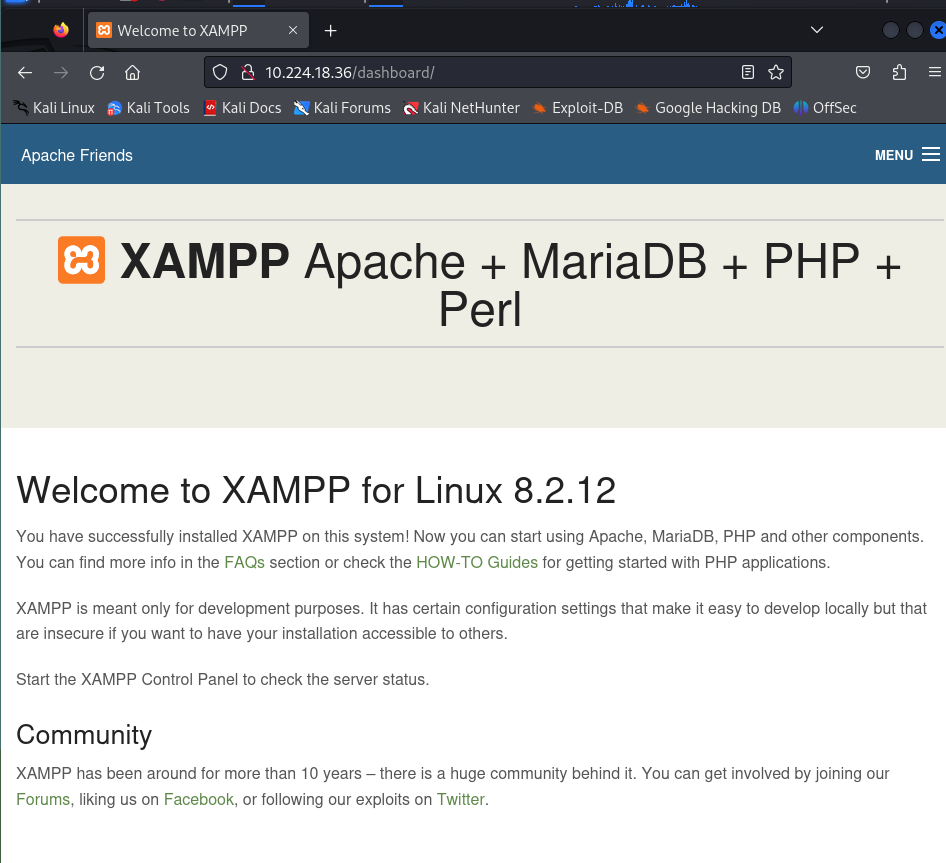 Welcome to XAMPP
10.224.18.36/dashboard/
Kali Linux Kali Tools Kali Docs Kali Forums Kali NetHunter Exploit-DB Google Hacking DB OffSec
Apache Friends MENU
XAMPP Apache + MariaDB + PHP +
Perl
Welcome to XAMPP for Linux 8.2.12
You have successfully installed XAMPP on this system! Now you can start using Apache, MariaDB, PHP and other components.
You can find more info in the FAQs section or check the HOW-TO Guides for getting started with PHP applications.
XAMPP is meant only for development purposes. It has certain configuration settings that make it easy to develop locally but that
are insecure if you want to have your installation accessible to others.
Start the XAMPP Control Panel to check the server status.
Community
XAMPP has been around for more than 10 years – there is a huge community behind it. You can get involved by joining our
Forums, liking us on Facebook, or following our exploits on Twitter.